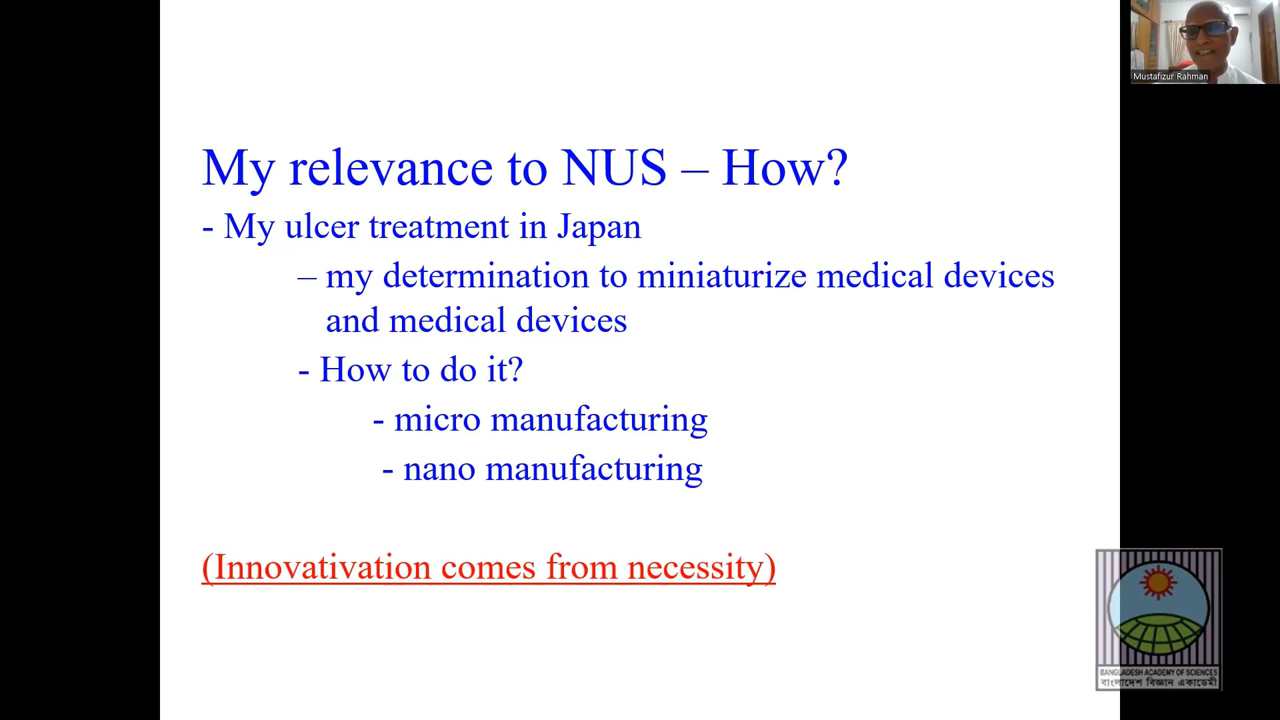 Mustafizur Rahman
My relevance to NUS – How?
- My ulcer treatment in Japan
– my determination to miniaturize medical devices
and medical devices
- How to do it?
- micro manufacturing
- nano manufacturing
(Innovativation comes from necessity)
BANGLADESH ACADEMY OF SCIENCES
বাংলাদেশ বিজ্ঞান একাডেমী